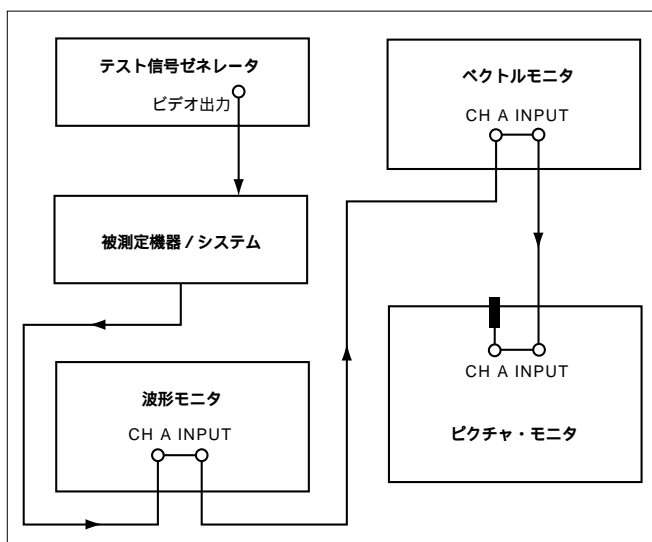 テスト信号ゼネレータ
ビデオ出力
被測定機器 / システム
波形モニタ
CH A INPUT
ベクトルモニタ
CH A INPUT
CH A INPUT
ピクチャ・モニタ